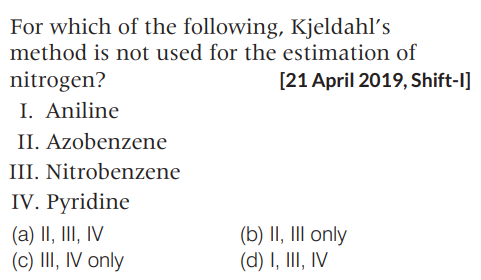 For which of the following, Kjeldahl's
method is not used for the estimation of
nitrogen? [21 April 2019, Shift-I]
I. Aniline
II. Azobenzene
III. Nitrobenzene
IV. Pyridine
(a) II, III, IV (b) II, III only
(c) III, IV only (d) I, III, IV